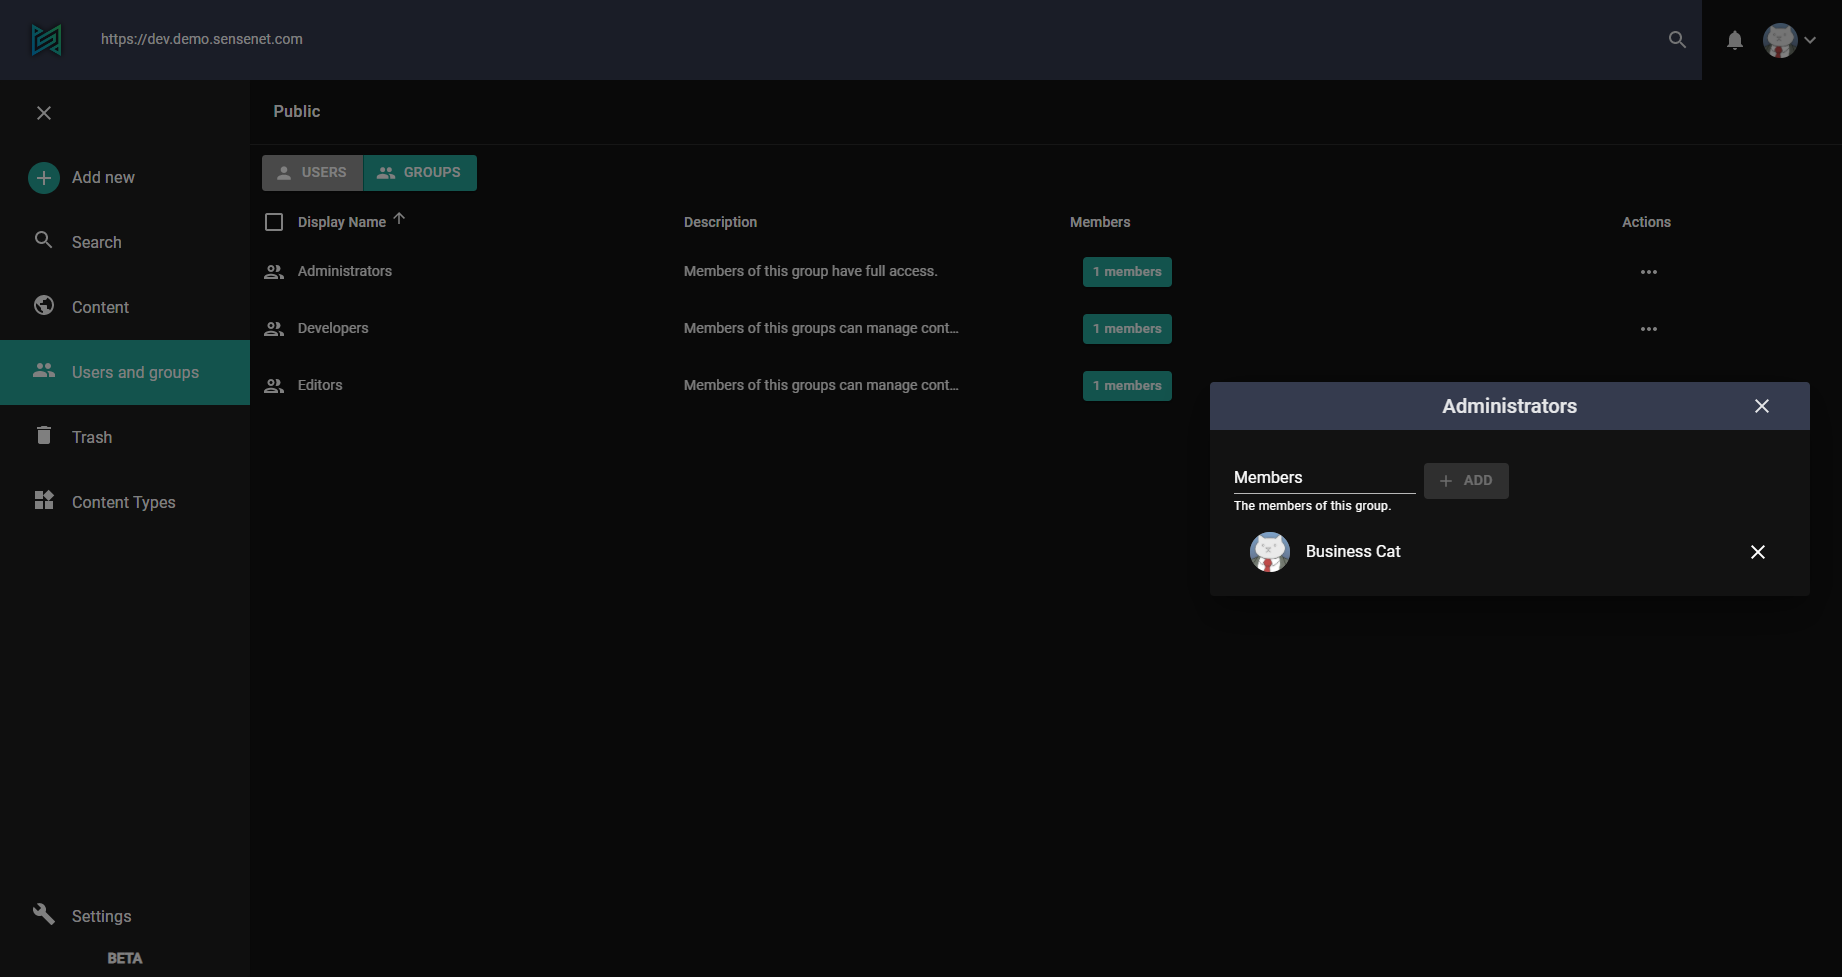 https://dev.demo.sensenet.com
Public
Add new
USERS GROUPS
Display Name Description Members Actions
Search
Administrators Members of this group have full access. 1 members
Content
Developers Members of this groups can manage cont... 1 members
Users and groups
Editors Members of this groups can manage cont... 1 members
Trash
Content Types
Settings
BETA
Administrators
Members
ADD
The members of this group.
Business Cat